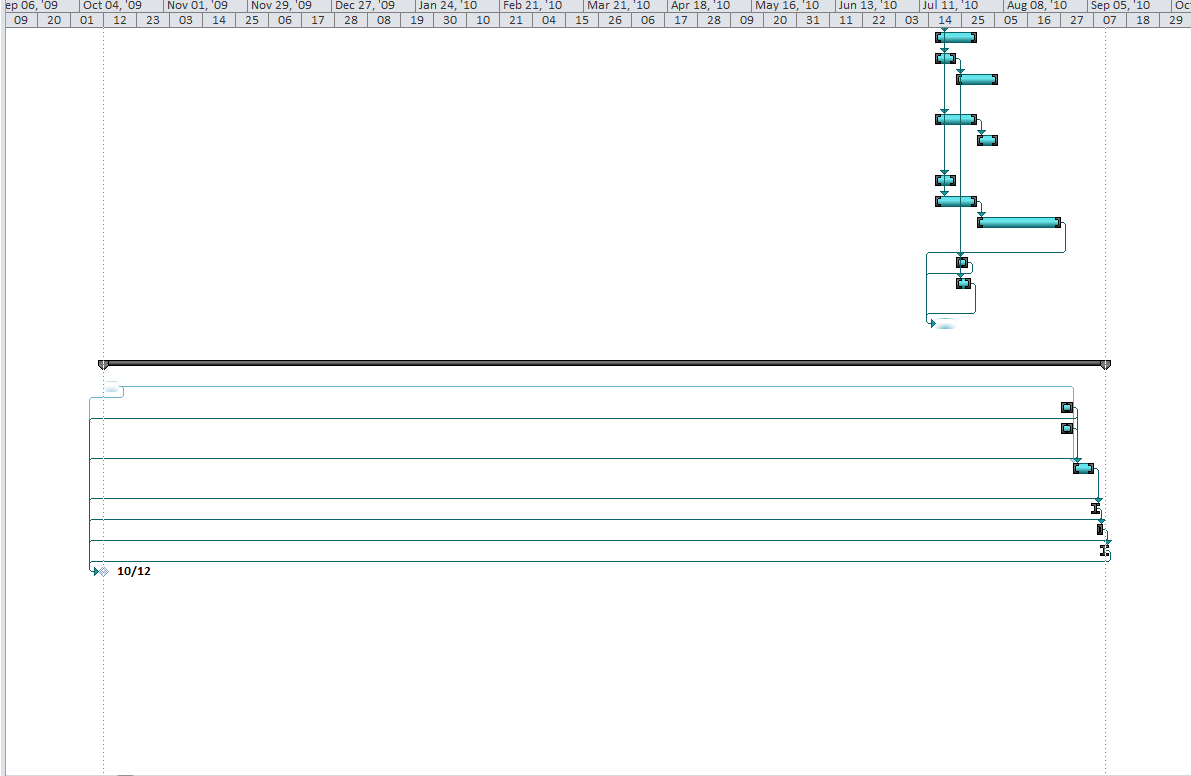 ep 06, '09 Oct 04, '09 Nov 01, '09 Nov 29, '09 Dec 27, '09 Jan 24, '10 Feb 21, '10 Mar 21, '10 Apr 18, '10 May 16, '10 Jun 13, '10 Jul 11, '10 Aug 08, '10 Sep 05, '10 Oc
09 20 01 12 23 03 14 25 06 17 28 08 19 30 10 21 04 15 26 06 17 28 09 20 31 11 22 03 14 25 05 16 27 07 18 29
10/12